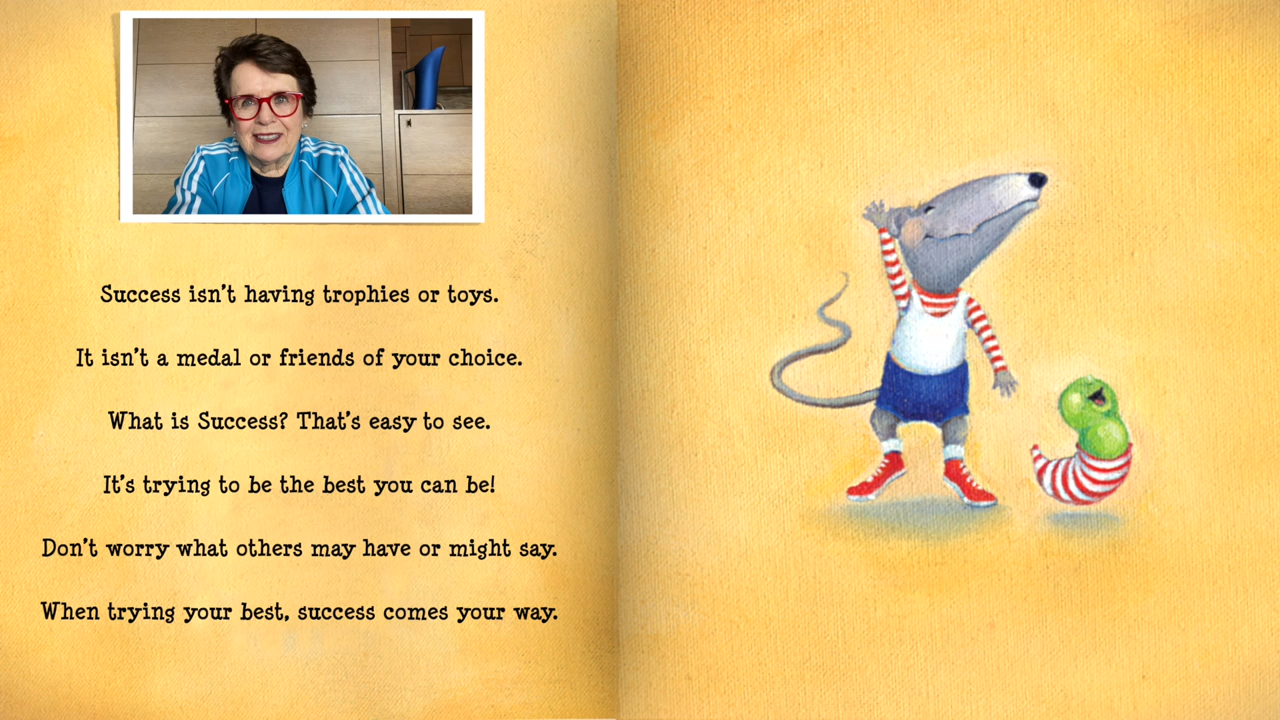 Success isn't having trophies or toys.
It isn't a medal or friends of your choice.
What is Success? That's easy to see.
It's trying to be the best you can be!
Don't worry what others may have or might say.
When trying your best, success comes your way.